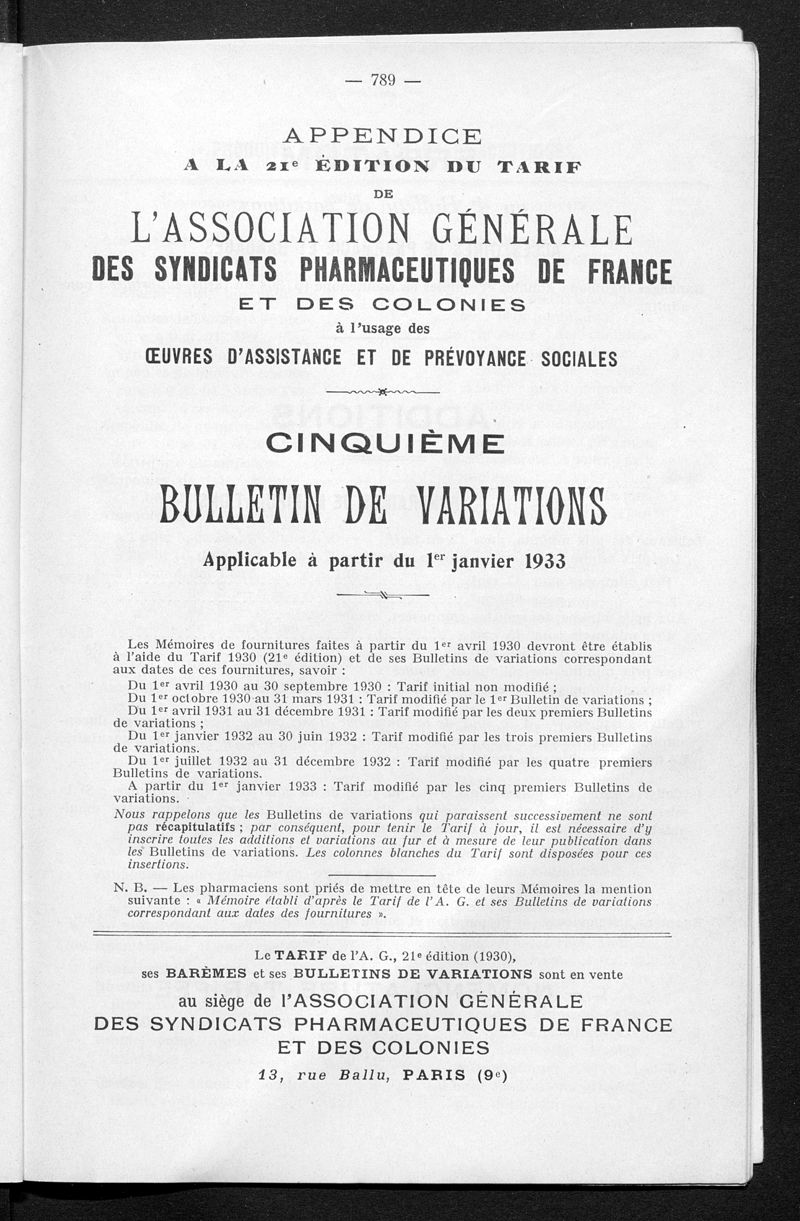 — 789 —
APPENDICE
A LA 21e ÉDITION DU TARIF
DE
L'ASSOCIATION GÉNÉRALE
DES SYNDICATS PHARMACEUTIQUES DE FRANCE
ET DES COLONIES
à l'usage des
ŒUVRES D'ASSISTANCE ET DE PRÉVOYANCE SOCIALES
CINQUIÈME
BULLETIN DE VARIATIONS
Applicable à partir du 1er janvier 1933
Les Mémoires de fournitures faites à partir du 1er avril 1930 devront être établis
à l'aide du Tarif 1930 (21e édition) et de ses Bulletins de variations correspondant
aux dates de ces fournitures, savoir :
Du 1er avril 1930 au 30 septembre 1930 : Tarif initial non modifié ;
Du 1er octobre 1930 au 31 mars 1931 : Tarif modifié par le 1er Bulletin de variations ;
Du 1er avril 1931 au 31 décembre 1931 : Tarif modifié par les deux premiers Bulletins
de variations ;
Du 1er janvier 1932 au 30 juin 1932 : Tarif modifié par les trois premiers Bulletins
de variations.
Du 1er juillet 1932 au 31 décembre 1932 : Tarif modifié par les quatre premiers
Bulletins de variations.
A partir du 1er janvier 1933 : Tarif modifié par les cinq premiers Bulletins de
variations.
Nous rappelons que les Bulletins de variations qui paraissent successivement ne sont
pas récapitulatifs ; par conséquent, pour tenir le Tarif à jour, il est nécessaire d'y
inscrire toutes les additions et variations au fur et à mesure de leur publication dans
les Bulletins de variations. Les colonnes blanches du Tarif sont disposées pour ces
insertions.
N. B. — Les pharmaciens sont priés de mettre en tête de leurs Mémoires la mention
suivante : « Mémoire établi d'après le Tarif de l'A. G. et ses Bulletins de variations
correspondant aux dates des fournitures ».
Le TARIF de l'A. G., 21e édition (1930),
ses BARÈMES et ses BULLETINS DE VARIATIONS sont en vente
au siège de l'ASSOCIATION GÉNÉRALE
DES SYNDICATS PHARMACEUTIQUES DE FRANCE
ET DES COLONIES
13, rue Ballu, PARIS (9e)